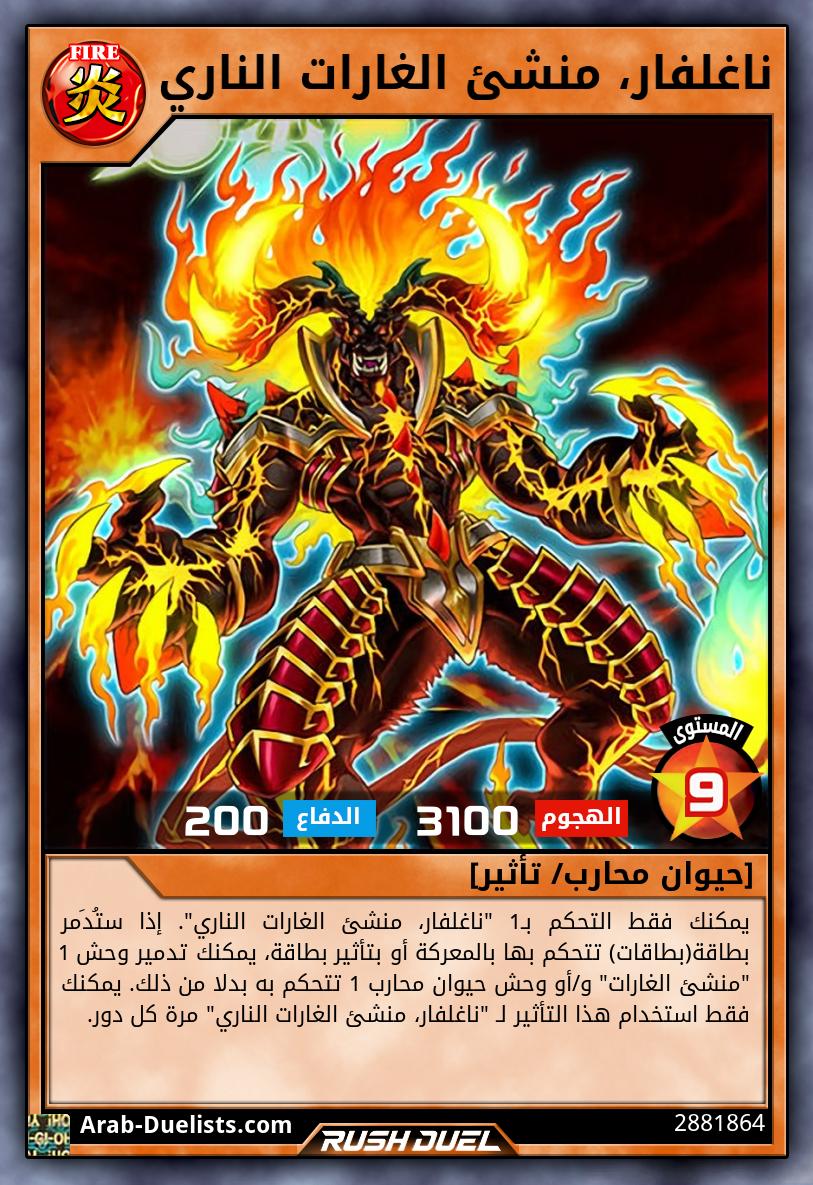 FIRE
炎
ناغلفار، منشئ الغارات الناري
المستوى
9
الهجوم 3100 الدفاع 200
[حيوان محارب/ تأثير]
يمكنك فقط التحكم بـ1 "ناغلفار، منشئ الغارات الناري". إذا ستُدَمر
بطاقة(بطاقات) تتحكم بها بالمعركة أو بتأثير بطاقة، يمكنك تدمير وحش 1
"منشئ الغارات" و/أو وحش حيوان محارب 1 تتحكم به بدلا من ذلك. يمكنك
فقط استخدام هذا التأثير لـ "ناغلفار، منشئ الغارات الناري" مرة كل دور.
Arab-Duelists.com
2881864
RUSH DUEL